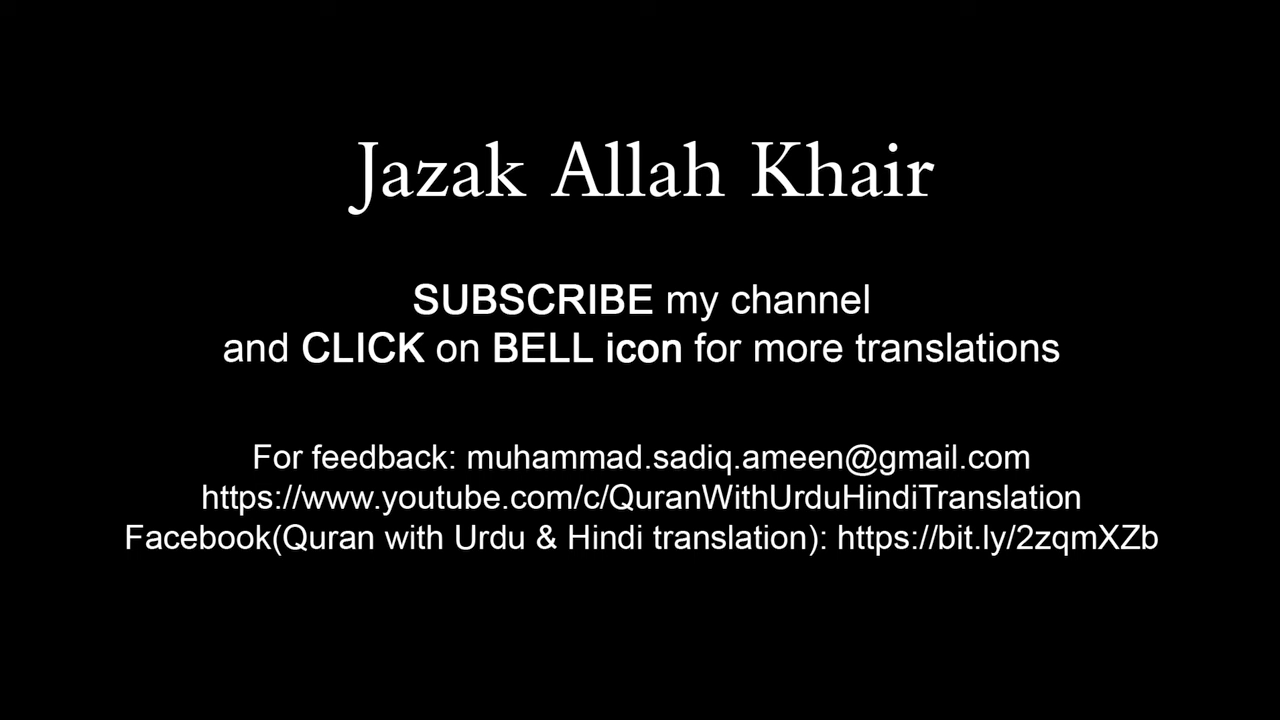 Jazak Allah Khair
SUBSCRIBE my channel
and CLICK on BELL icon for more translations
For feedback: muhammad.sadiq.ameen@gmail.com
https://www.youtube.com/c/QuranWithUrduHindiTranslation
Facebook(Quran with Urdu & Hindi translation): https://bit.ly/2zqmXZb